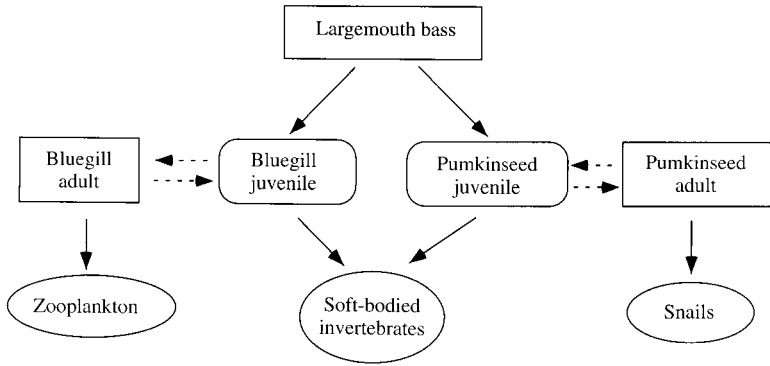 Largemouth bass
Bluegill
adult
Bluegill
juvenile
Pumkinseed
juvenile
Pumkinseed
adult
Zooplankton
Soft-bodied
invertebrates
Snails